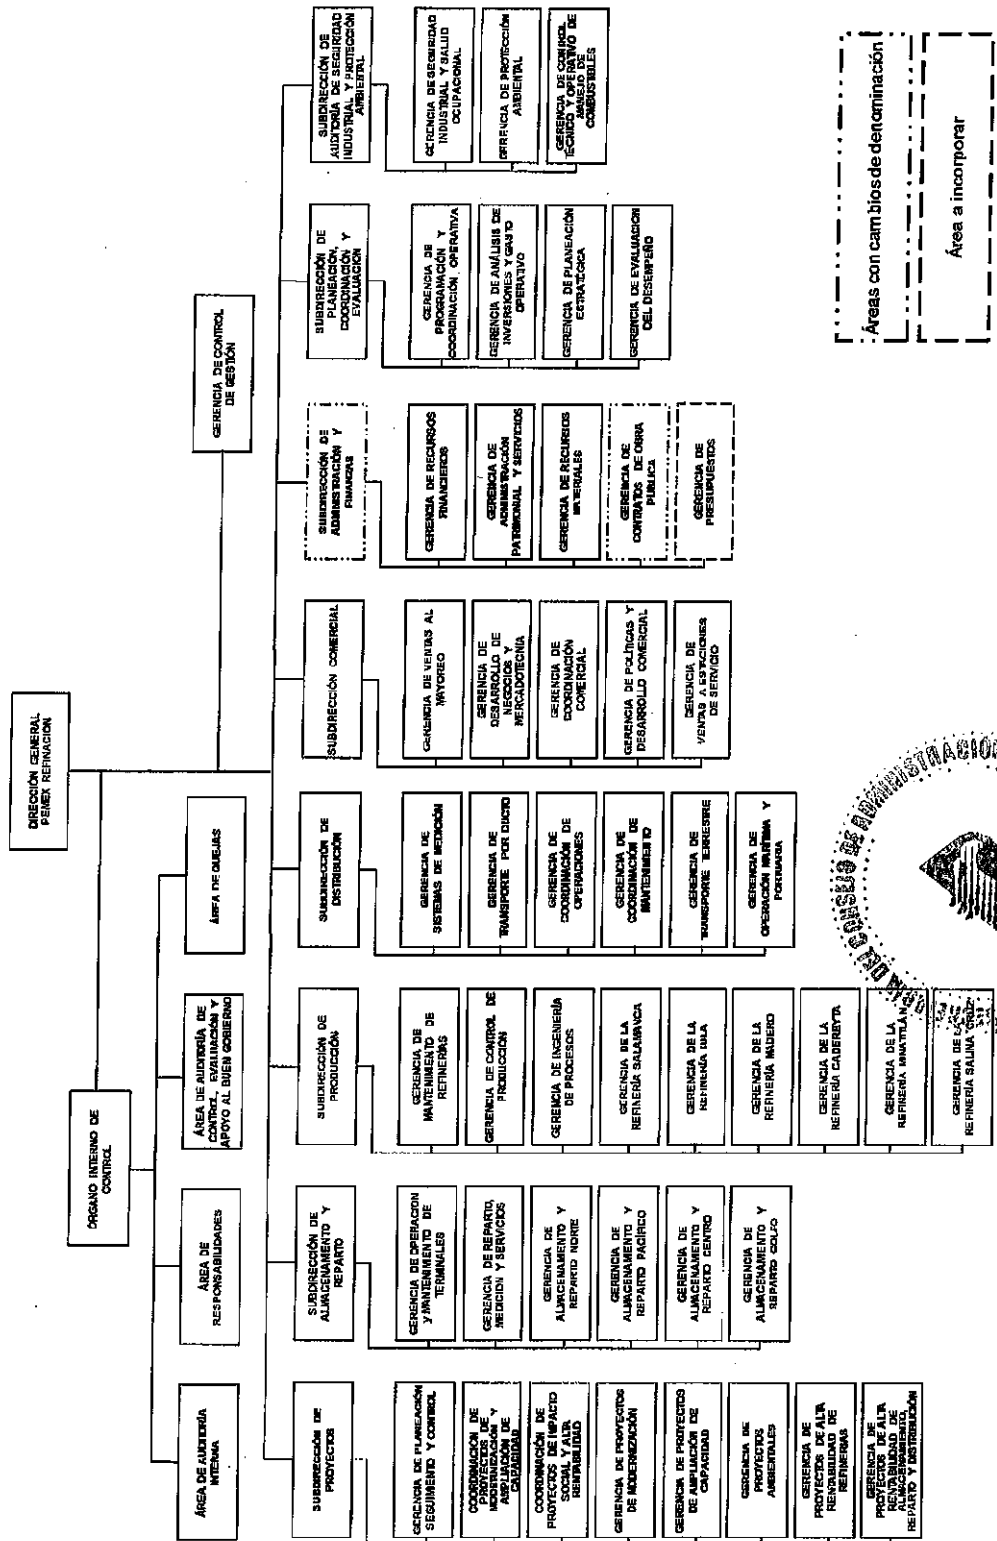 DIRECCIÓN GENERAL
PEMEX REFINACIÓN
ÓRGANO INTERNO DE
CONTROL
GERENCIA DE CONTROL
DE GESTIÓN
ÁREA DE AUDITORÍA
INTERNA
ÁREA DE
RESPONSABILIDADES
ÁREA DE AUDITORÍA DE
CONTROL, EVALUACIÓN Y
APOYO AL BUEN GOBIERNO
ÁREA DE QUEJAS
SUBDIRECCIÓN DE
PROYECTOS
GERENCIA DE PLANEACIÓN
SEGUIMIENTO Y CONTROL
COORDINACIÓN DE
PROYECTOS DE
MODERNIZACIÓN Y
AMPLIACIÓN DE
CAPACIDAD
COORDINACIÓN DE
PROYECTOS DE IMPACTO
SOCIAL Y ALTA
RENTABILIDAD
GERENCIA DE PROYECTOS
DE MODERNIZACIÓN
GERENCIA DE PROYECTOS
DE AMPLIACIÓN DE
CAPACIDAD
GERENCIA DE
PROYECTOS
AMBIENTALES
GERENCIA DE
PROYECTOS DE ALTA
RENTABILIDAD DE
REFINERIAS
GERENCIA DE
PROYECTOS DE ALTA
RENTABILIDAD DE
ALMACENAMIENTO,
REPARTO Y DISTRIBUCIÓN
SUBDIRECCIÓN DE
ALMACENAMIENTO Y
REPARTO
GERENCIA DE OPERACION
Y MANTENIMIENTO DE
TERMINALES
GERENCIA DE REPARTO,
MEDICION Y SERVICIOS
GERENCIA DE
ALMACENAMIENTO Y
REPARTO NORTE
GERENCIA DE
ALMACENAMIENTO Y
REPARTO PACÍFICO
GERENCIA DE
ALMACENAMIENTO Y
REPARTO CENTRO
GERENCIA DE
ALMACENAMIENTO Y
REPARTO GOLFO
SUBDIRECCIÓN DE
PRODUCCIÓN
GERENCIA DE
MANTENIMIENTO DE
REFINERÍAS
GERENCIA DE CONTROL DE
PRODUCCION
GERENCIA DE INGENIERÍA
DE PROCESOS
GERENCIA DE LA
REFINERÍA SALAMANCA
GERENCIA DE LA
REFINERÍA TULA
GERENCIA DE LA
REFINERÍA MADERO
GERENCIA DE LA
REFINERÍA CADEREYTA
GERENCIA DE LA
REFINERÍA MINATITLÁN
GERENCIA DE LA
REFINERÍA SALINA CRUZ
SUBDIRECCIÓN DE
DISTRIBUCIÓN
GERENCIA DE
SISTEMAS DE MEDICIÓN
GERENCIA DE
TRANSPORTE POR DUCTO
GERENCIA DE
COORDINACIÓN DE
OPERACIONES
GERENCIA DE
COORDINACIÓN DE
MANTENIMIENTO
GERENCIA DE
TRANSPORTE TERRESTRE
GERENCIA DE
OPERACIÓN MARÍTIMA Y
PORTUARIA
SUBDIRECCIÓN COMERCIAL
GERENCIA DE VENTAS AL
MAYOREO
GERENCIA DE
DESARROLLO DE
NEGOCIOS Y
MERCADOTECNIA
GERENCIA DE
COORDINACIÓN
COMERCIAL
GERENCIA DE POLÍTICAS Y
DESARROLLO COMERCIAL
GERENCIA DE
VENTAS A ESTACIONES
DE SERVICIO
SUBDIRECCIÓN DE
ADMINISTRACIÓN Y
FINANZAS
GERENCIA DE RECURSOS
FINANCIEROS
GERENCIA DE
ADMINISTRACIÓN
PATRIMONIAL Y SERVICIOS
GERENCIA DE RECURSOS
MATERIALES
GERENCIA DE
CONTRATOS DE OBRA
PÚBLICA
GERENCIA DE
PRESUPUESTOS
SUBDIRECCIÓN DE
PLANEACIÓN,
COORDINACIÓN Y
EVALUACION
GERENCIA DE
PROGRAMACIÓN Y
COORDINACIÓN OPERATIVA
GERENCIA DE ANÁLISIS DE
INVERSIONES Y GASTO
OPERATIVO
GERENCIA DE PLANEACIÓN
ESTRATÉGICA
GERENCIA DE EVALUACION
DEL DESEMPEÑO
SUBDIRECCIÓN DE
AUDITORÍA DE SEGURIDAD
INDUSTRIAL Y PROTECCIÓN
AMBIENTAL
GERENCIA DE SEGURIDAD
INDUSTRIAL Y SALUD
OCUPACIONAL
GERENCIA DE PROTECCIÓN
AMBIENTAL
GERENCIA DE CONTROL
TÉCNICO Y OPERATIVO DE
MANEJO DE
COMBUSTIBLES
Áreas con cambios de denominación
Área a incorporar
DEL CONSEJO DE ADMINISTRACIÓN